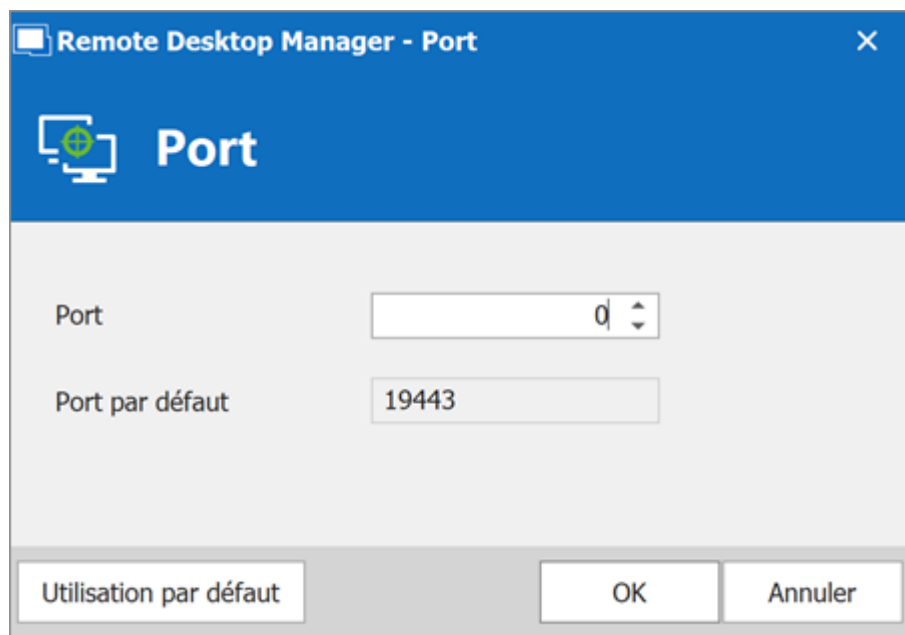 Remote Desktop Manager - Port
Port
Port 0
Port par défaut 19443
Utilisation par défaut OK Annuler